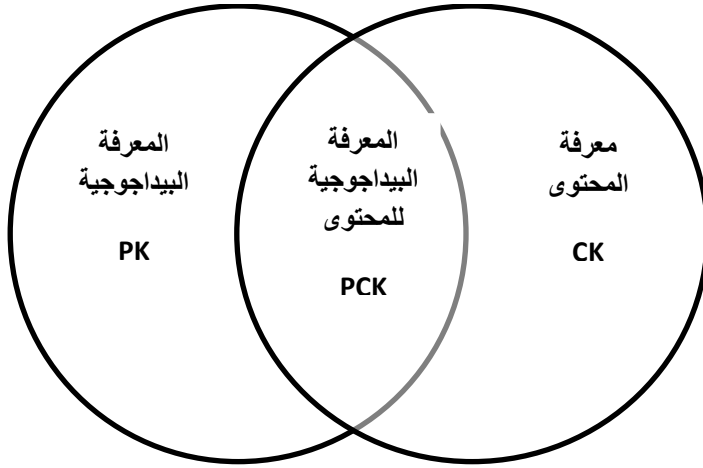 معرفة
المحتوى
CK
المعرفة
البيداجوجية
للمحتوى
PCK
المعرفة
البيداجوجية
PK